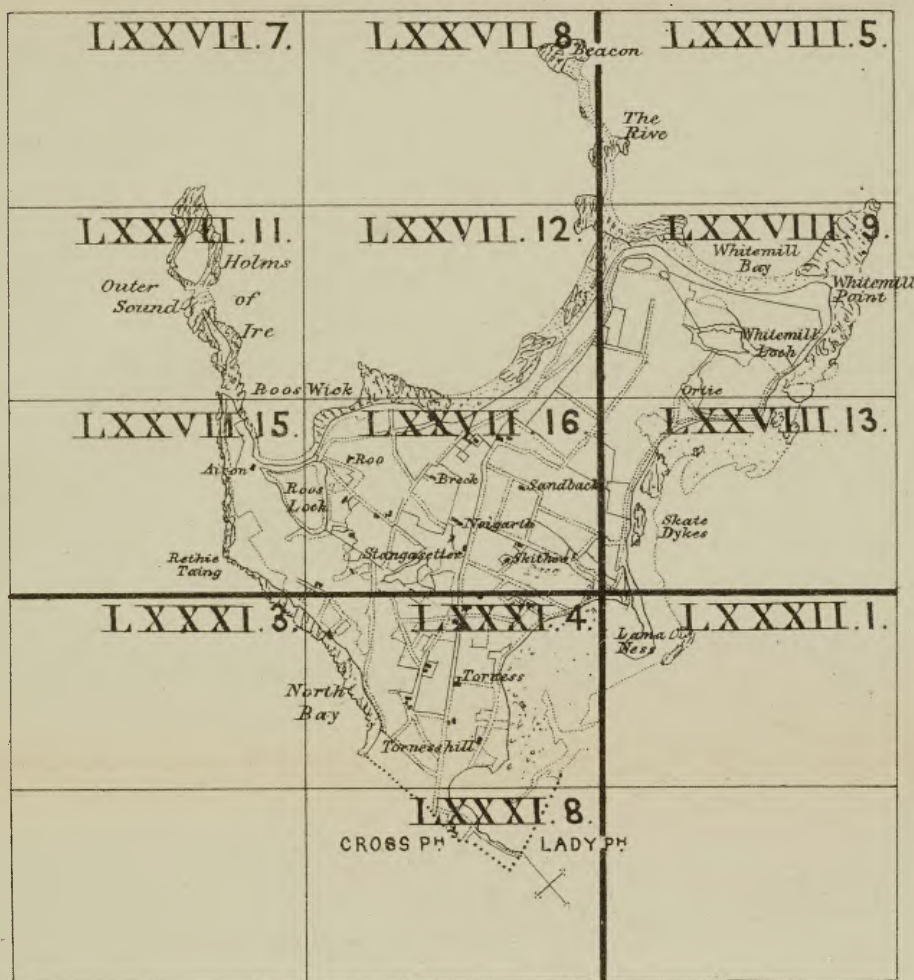 LXXVII. 7.
LXXVII. 8.
LXXVIII. 5.
Beacon
The
Rive
LXXVII. 11.
LXXVII. 12.
LXXVIII. 9.
Holms
of
Ire
Outer
Sound
Whitemill
Bay
Whitemill
Point
Whitemill
Loch
Ortie
Roos Wick
LXXVII. 15.
LXXVII. 16.
LXXVIII. 13.
Roo
Roos
Loch
Breck
Sandback
Neigarth
Stangasetter
Skithow
Skate
Dykes
Rethie
Taing
LXXXI. 3.
LXXXI. 4.
LXXXII. 1.
Lama
Ness
North
Bay
Torness
Tornesshill
LXXXI. 8.
CROSS PH
LADY PH